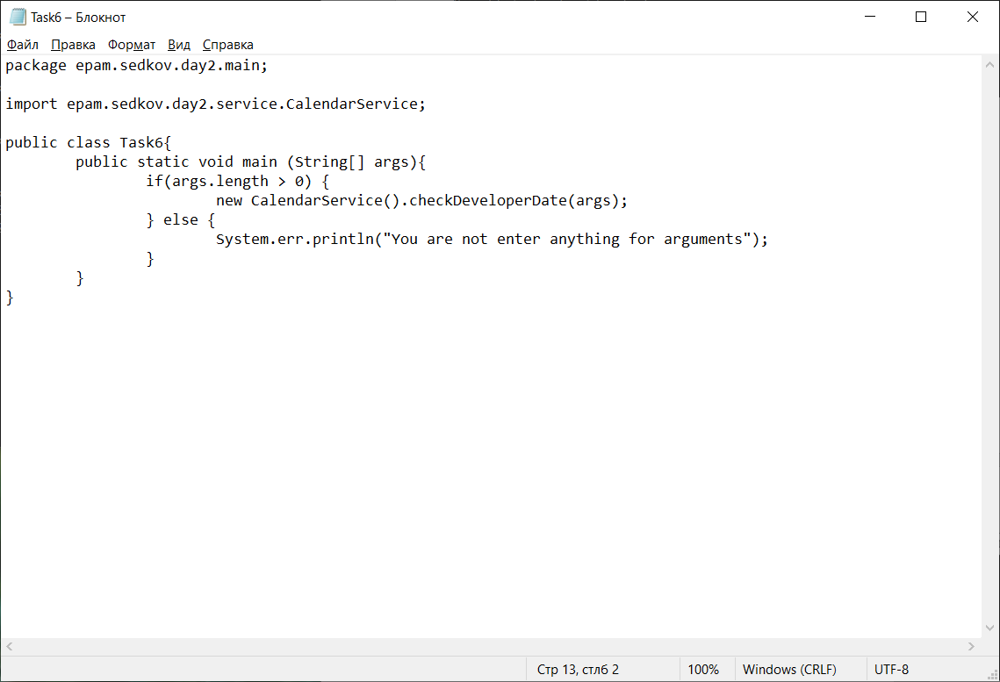 Task6 – Блокнот
Файл Правка Формат Вид Справка
package epam.sedkov.day2.main;

import epam.sedkov.day2.service.CalendarService;

public class Task6{
        public static void main (String[] args){
                if(args.length > 0) {
                        new CalendarService().checkDeveloperDate(args);
                } else {
                        System.err.println("You are not enter anything for arguments");
                }
        }
}
Стр 13, стлб 2 100% Windows (CRLF) UTF-8